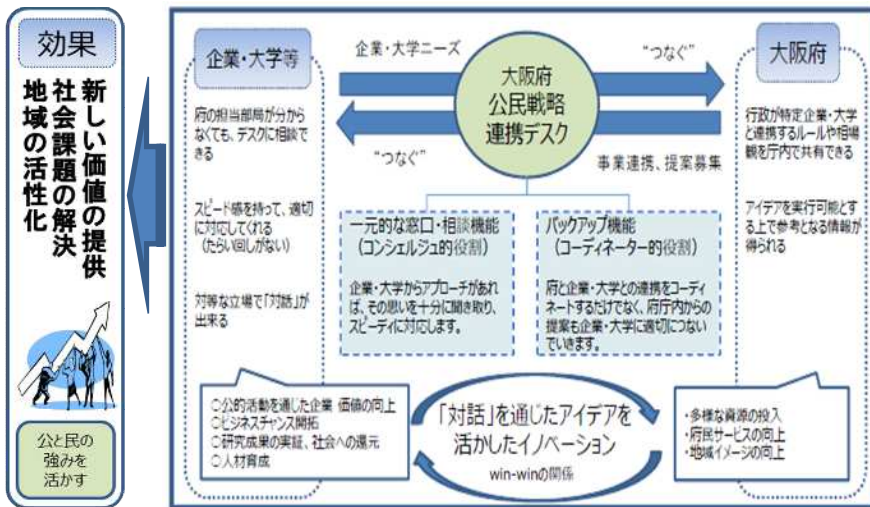 効果
新しい価値の提供
社会課題の解決
地域の活性化
公と民の
強みを
活かす
企業・大学等
府の担当部局が分から
なくても、デスクに相談で
きる
スピード感を持って、適切
に対応してくれる
(たらい回しがない)
対等な立場で「対話」が
出来る
企業・大学ニーズ
“つなぐ”
大阪府
公民戦略
連携デスク
“つなぐ”
事業連携、提案募集
大阪府
行政が特定企業・大学
と連携するルールや相場
観を庁内で共有できる
アイデアを実行可能とす
る上で参考となる情報が
得られる
一元的な窓口・相談機能
(コンシェルジュ的役割)
企業・大学からアプローチがあれ
ば、その思いを十分に聞き取り、
スピーディに対応します。
バックアップ機能
(コーディネーター的役割)
府と企業・大学との連携をコーディ
ネートするだけでなく、府庁内からの
提案も企業・大学に適切につない
でいきます。
○公的活動を通じた企業 価値の向上
○ビジネスチャンス開拓
○研究成果の実証、社会への還元
○人材育成
「対話」を通じたアイデアを
活かしたイノベーション
win-winの関係
・多様な資源の投入
・府民サービスの向上
・地域イメージの向上